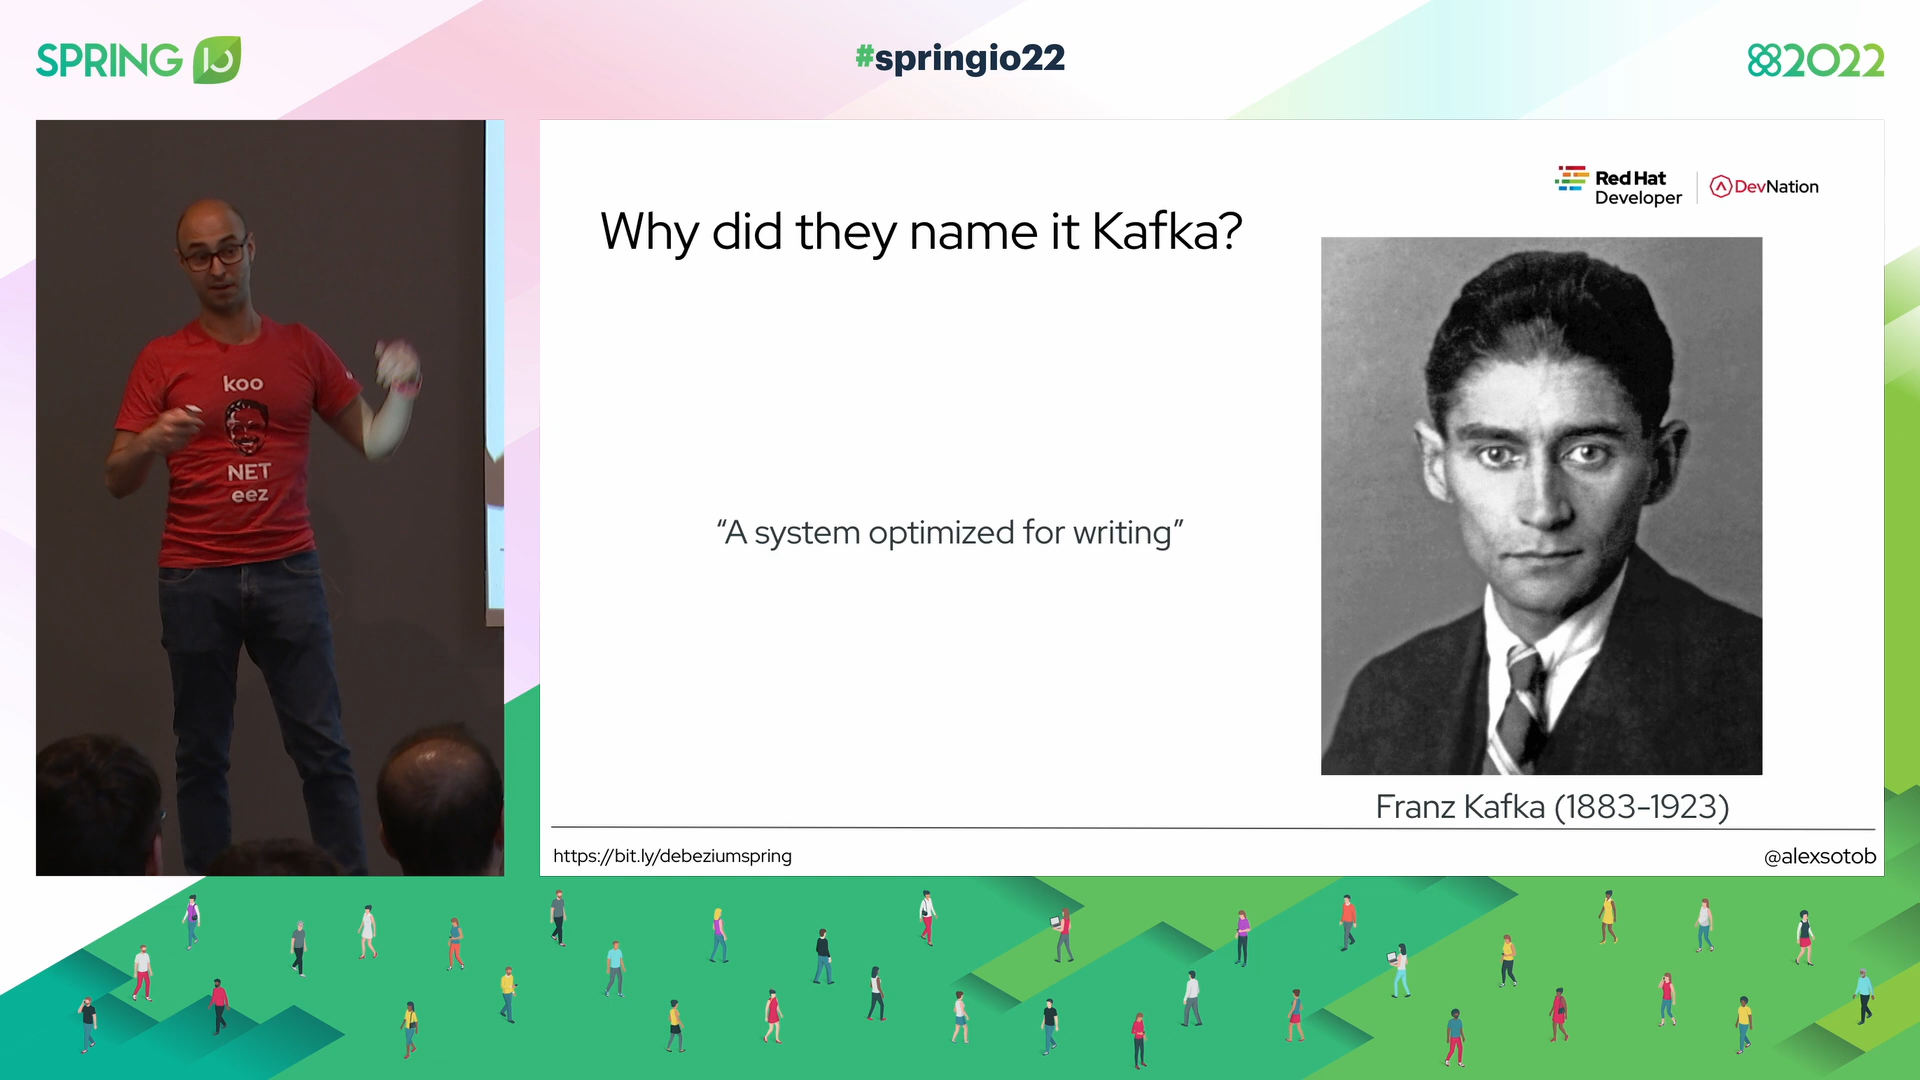 SPRING IO
#springio22
2022
koo
NET
eez
Red Hat
Developer
DevNation
Why did they name it Kafka?
“A system optimized for writing”
Franz Kafka (1883-1923)
https://bit.ly/debeziumspring
@alexsotob